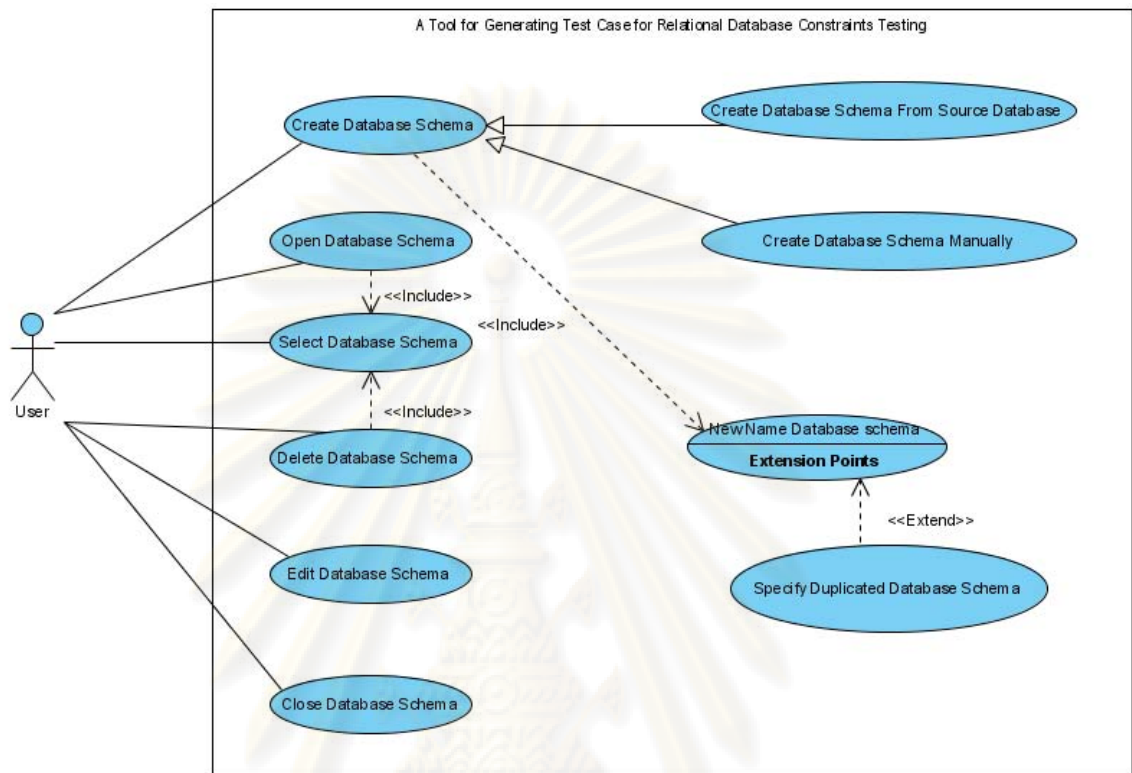 A Tool for Generating Test Case for Relational Database Constraints Testing
Create Database Schema From Source Database
Create Database Schema
Open Database Schema
Create Database Schema Manually
<<Include>>
<<Include>>
Select Database Schema
User
<<Include>>
New Name Database schema
Extension Points
Delete Database Schema
<<Extend>>
Edit Database Schema
Specify Duplicated Database Schema
Close Database Schema